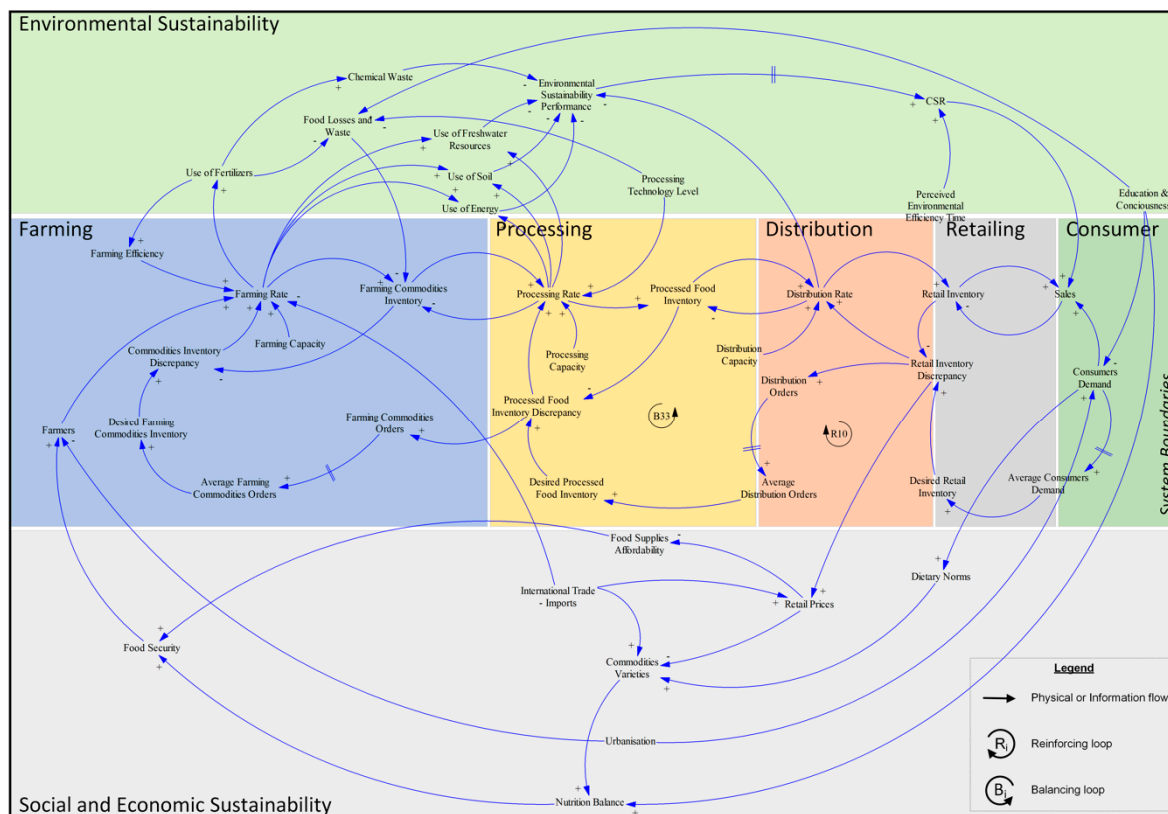 Environmental Sustainability
Chemical Waste
Environmental
Sustainability
Performance
CSR
Food Losses and
Waste
Use of Freshwater
Resources
Use of Fertilizers
Use of Soil
Use of Energy
Processing
Technology Level
Perceived
Environmental
Efficiency Time
Education &
Conciousness
Farming
Processing
Distribution
Retailing
Consumer
Farming Efficiency
Farming Rate
Farming Commodities
Inventory
Processing Rate
Processed Food
Inventory
Distribution Rate
Retail Inventory
Sales
Farming Capacity
Commodities Inventory
Discrepancy
Processing
Capacity
Distribution
Capacity
Retail Inventory
Discrepancy
Consumers
Demand
Distribution
Orders
Farmers
Desired Farming
Commodities Inventory
Farming Commodities
Orders
Processed Food
Inventory Discrepancy
B33
R10
Average Farming
Commodities Orders
Desired Processed
Food Inventory
Average
Distribution Orders
Desired Retail
Inventory
Average Consumers
Demand
System Boundaries
Food Supplies
Affordability
International Trade
- Imports
Retail Prices
Dietary Norms
Food Security
Commodities
Varieties
Urbanisation
Nutrition Balance
Social and Economic Sustainability
Legend
Physical or Information flow
Ri
Reinforcing loop
Bi
Balancing loop